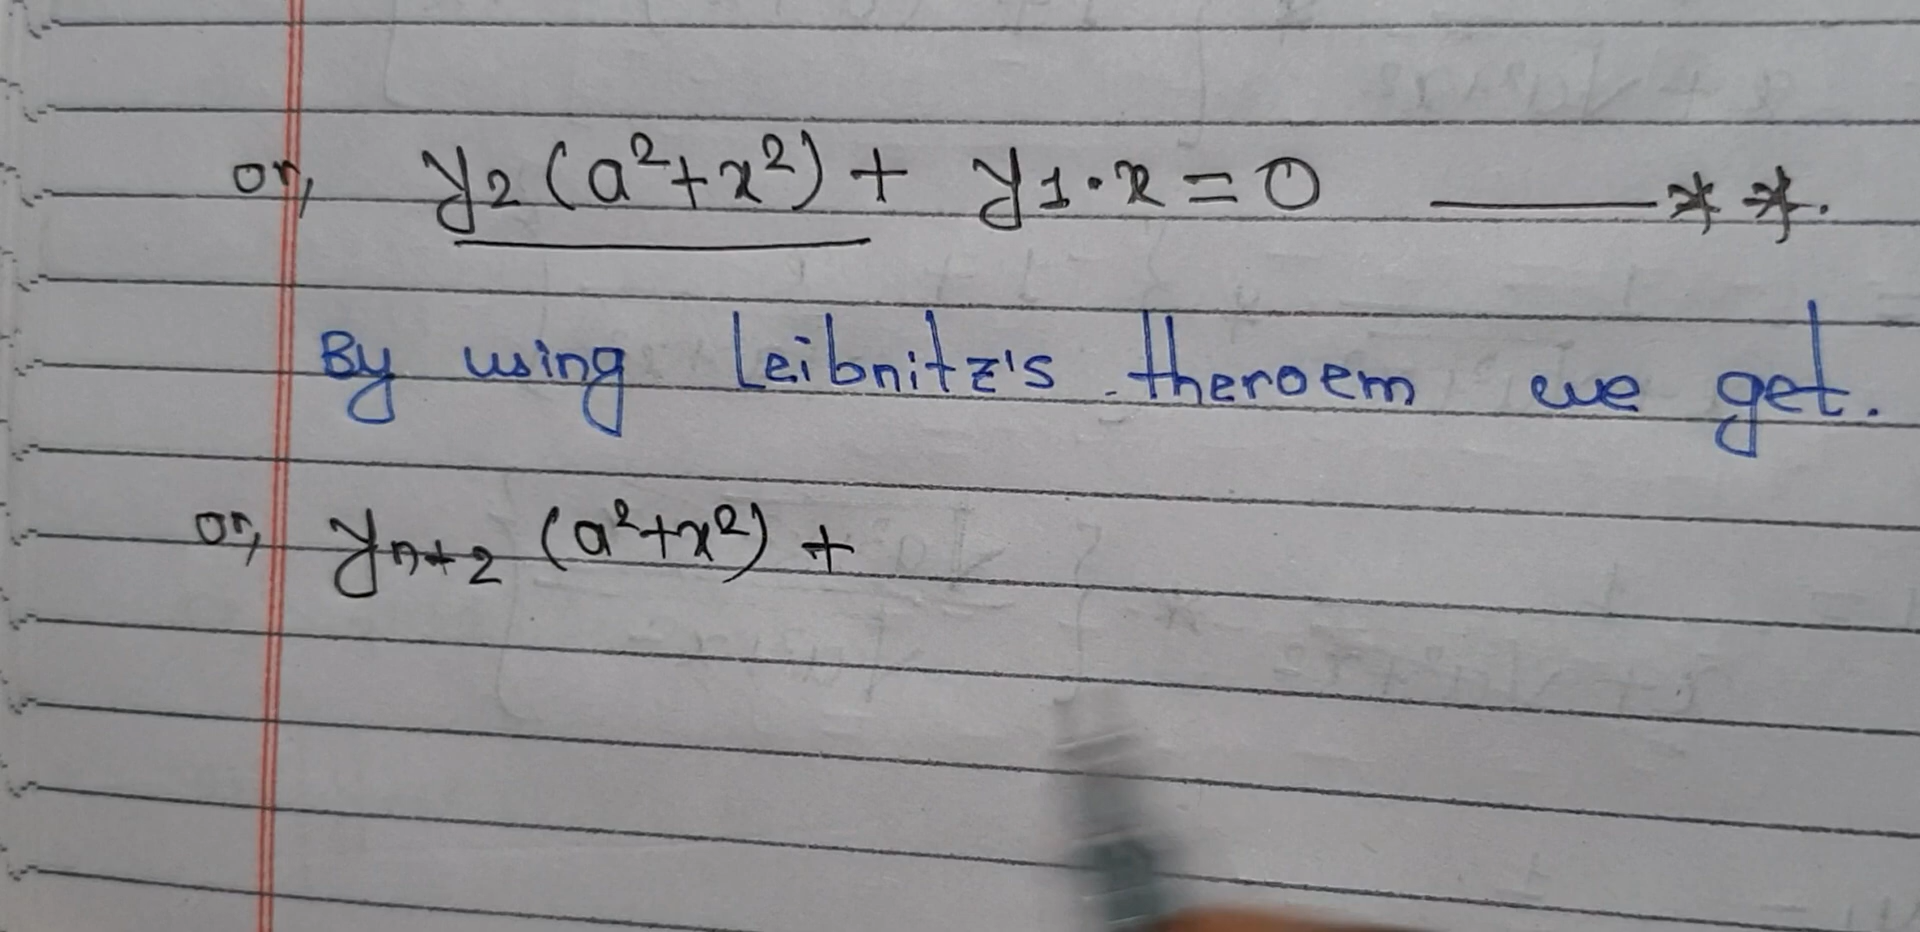 or, y₂ (a²+x²) + y₁·x = 0 —— * *.
By using Leibnitz's theroem we get.
or, yₙ₊₂ (a²+x²) +